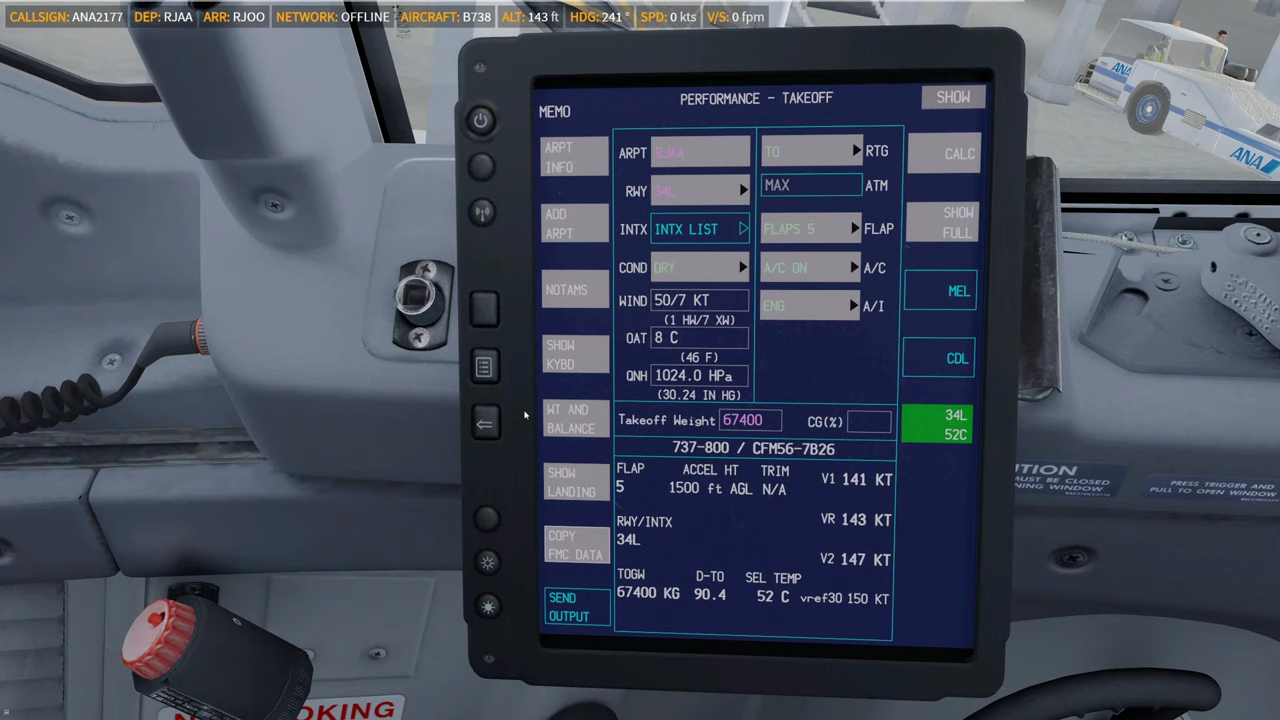 CALLSIGN: ANA2177 DEP: RJAA ARR: RJOO NETWORK: OFFLINE AIRCRAFT: B738 ALT: 143 ft HDG: 241° SPD: 0 kts V/S: 0 fpm
PERFORMANCE - TAKEOFF
SHOW
MEMO
ARPT INFO
ADD ARPT
NOTAMS
SHOW KYBD
WT AND BALANCE
SHOW LANDING
COPY FMC DATA
SEND OUTPUT
ARPT RJAA
RWY 34L
INTX INTX LIST
COND DRY
WIND 50/7 KT
(1 HW/7 XW)
OAT 8 C
(46 F)
QNH 1024.0 HPa
(30.24 IN HG)
TO RTG
MAX ATM
FLAPS 5 FLAP
A/C ON A/C
ENG A/I
CALC
SHOW FULL
MEL
CDL
34L
52C
Takeoff Weight 67400 CG(%)
737-800 / CFM56-7B26
FLAP ACCEL HT TRIM V1 141 KT
5 1500 ft AGL N/A
RWY/INTX VR 143 KT
34L
V2 147 KT
TOGW D-TO SEL TEMP
67400 KG 90.4 52 C vref30 150 KT
ANA
ANA
MUST BE CLOSED
PRESS TRIGGER AND
PULL TO OPEN WINDOW